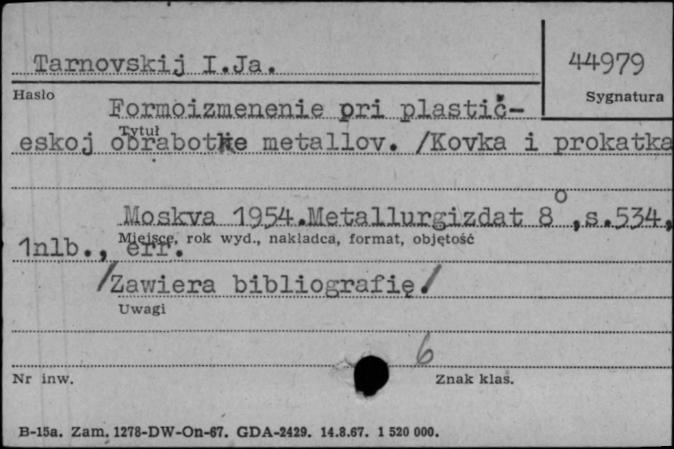 Tarnovskij I.Ja.
44979
Hasło
Sygnatura
Formoizmenenie pri plastič-
Tytuł
eskoj obrabotke metallov. /Kovka i prokatka
Moskva 1954.Metallurgizdat 8°,s.534,
Miejsce, rok wyd., nakładca, format, objętość
1nlb., err.
/Zawiera bibliografię/
Uwagi
6
Nr inw.
Znak klas.
B-15a. Zam. 1278-DW-On-67. GDA-2429. 14.8.67. 1 520 000.